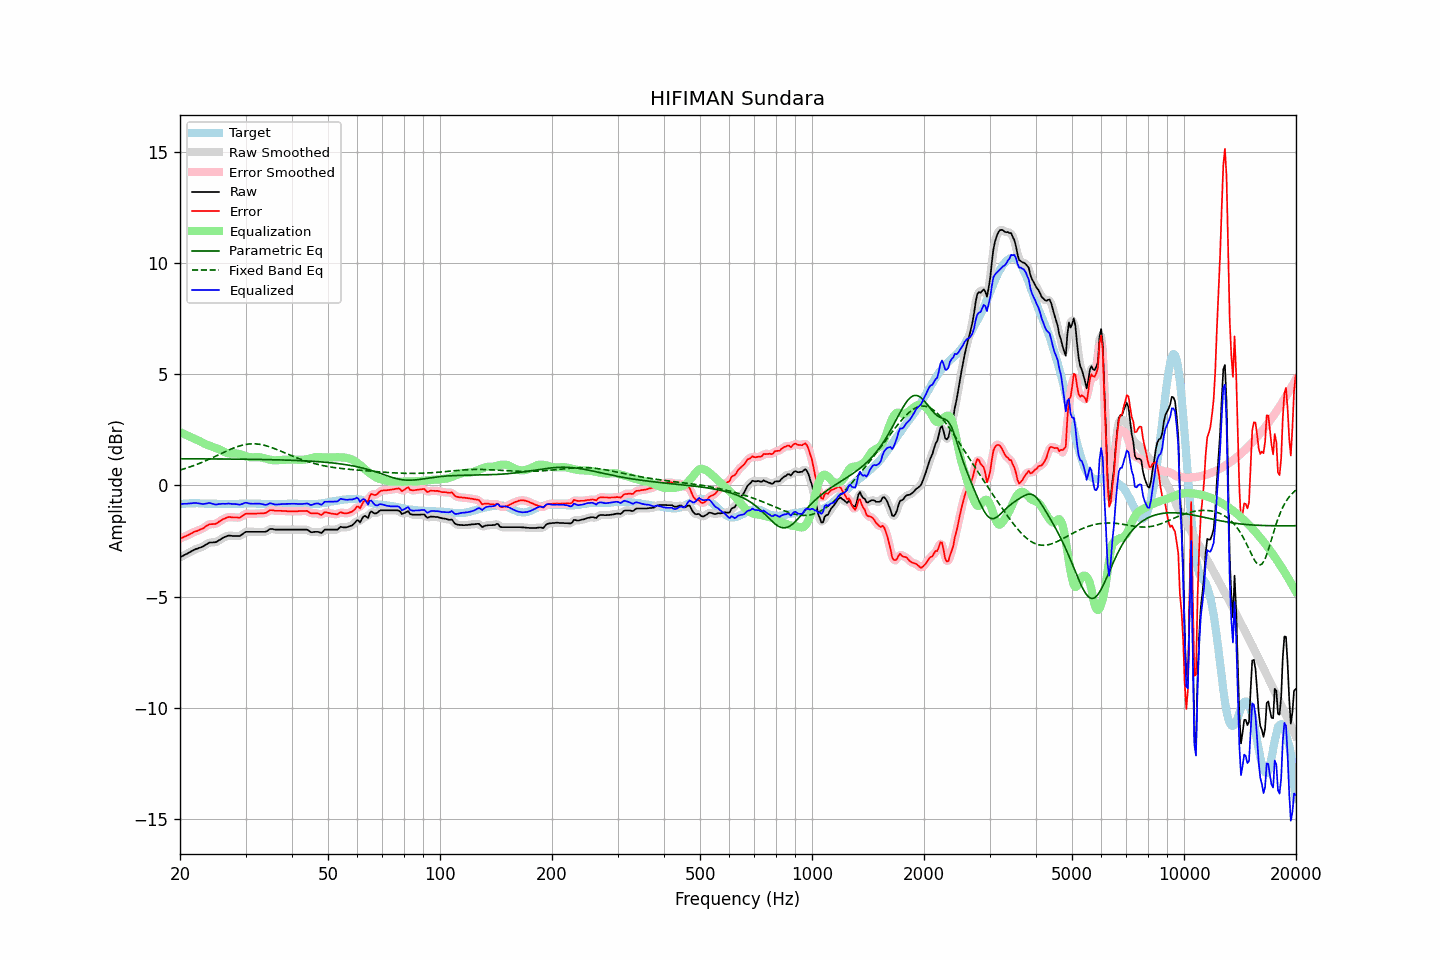 HIFIMAN Sundara
Target
Raw Smoothed
Error Smoothed
Raw
Error
Equalization
Parametric Eq
Fixed Band Eq
Equalized
15
10
5
0
−5
−10
−15
Amplitude (dBr)
20
50
100
200
500
1000
2000
5000
10000
20000
Frequency (Hz)